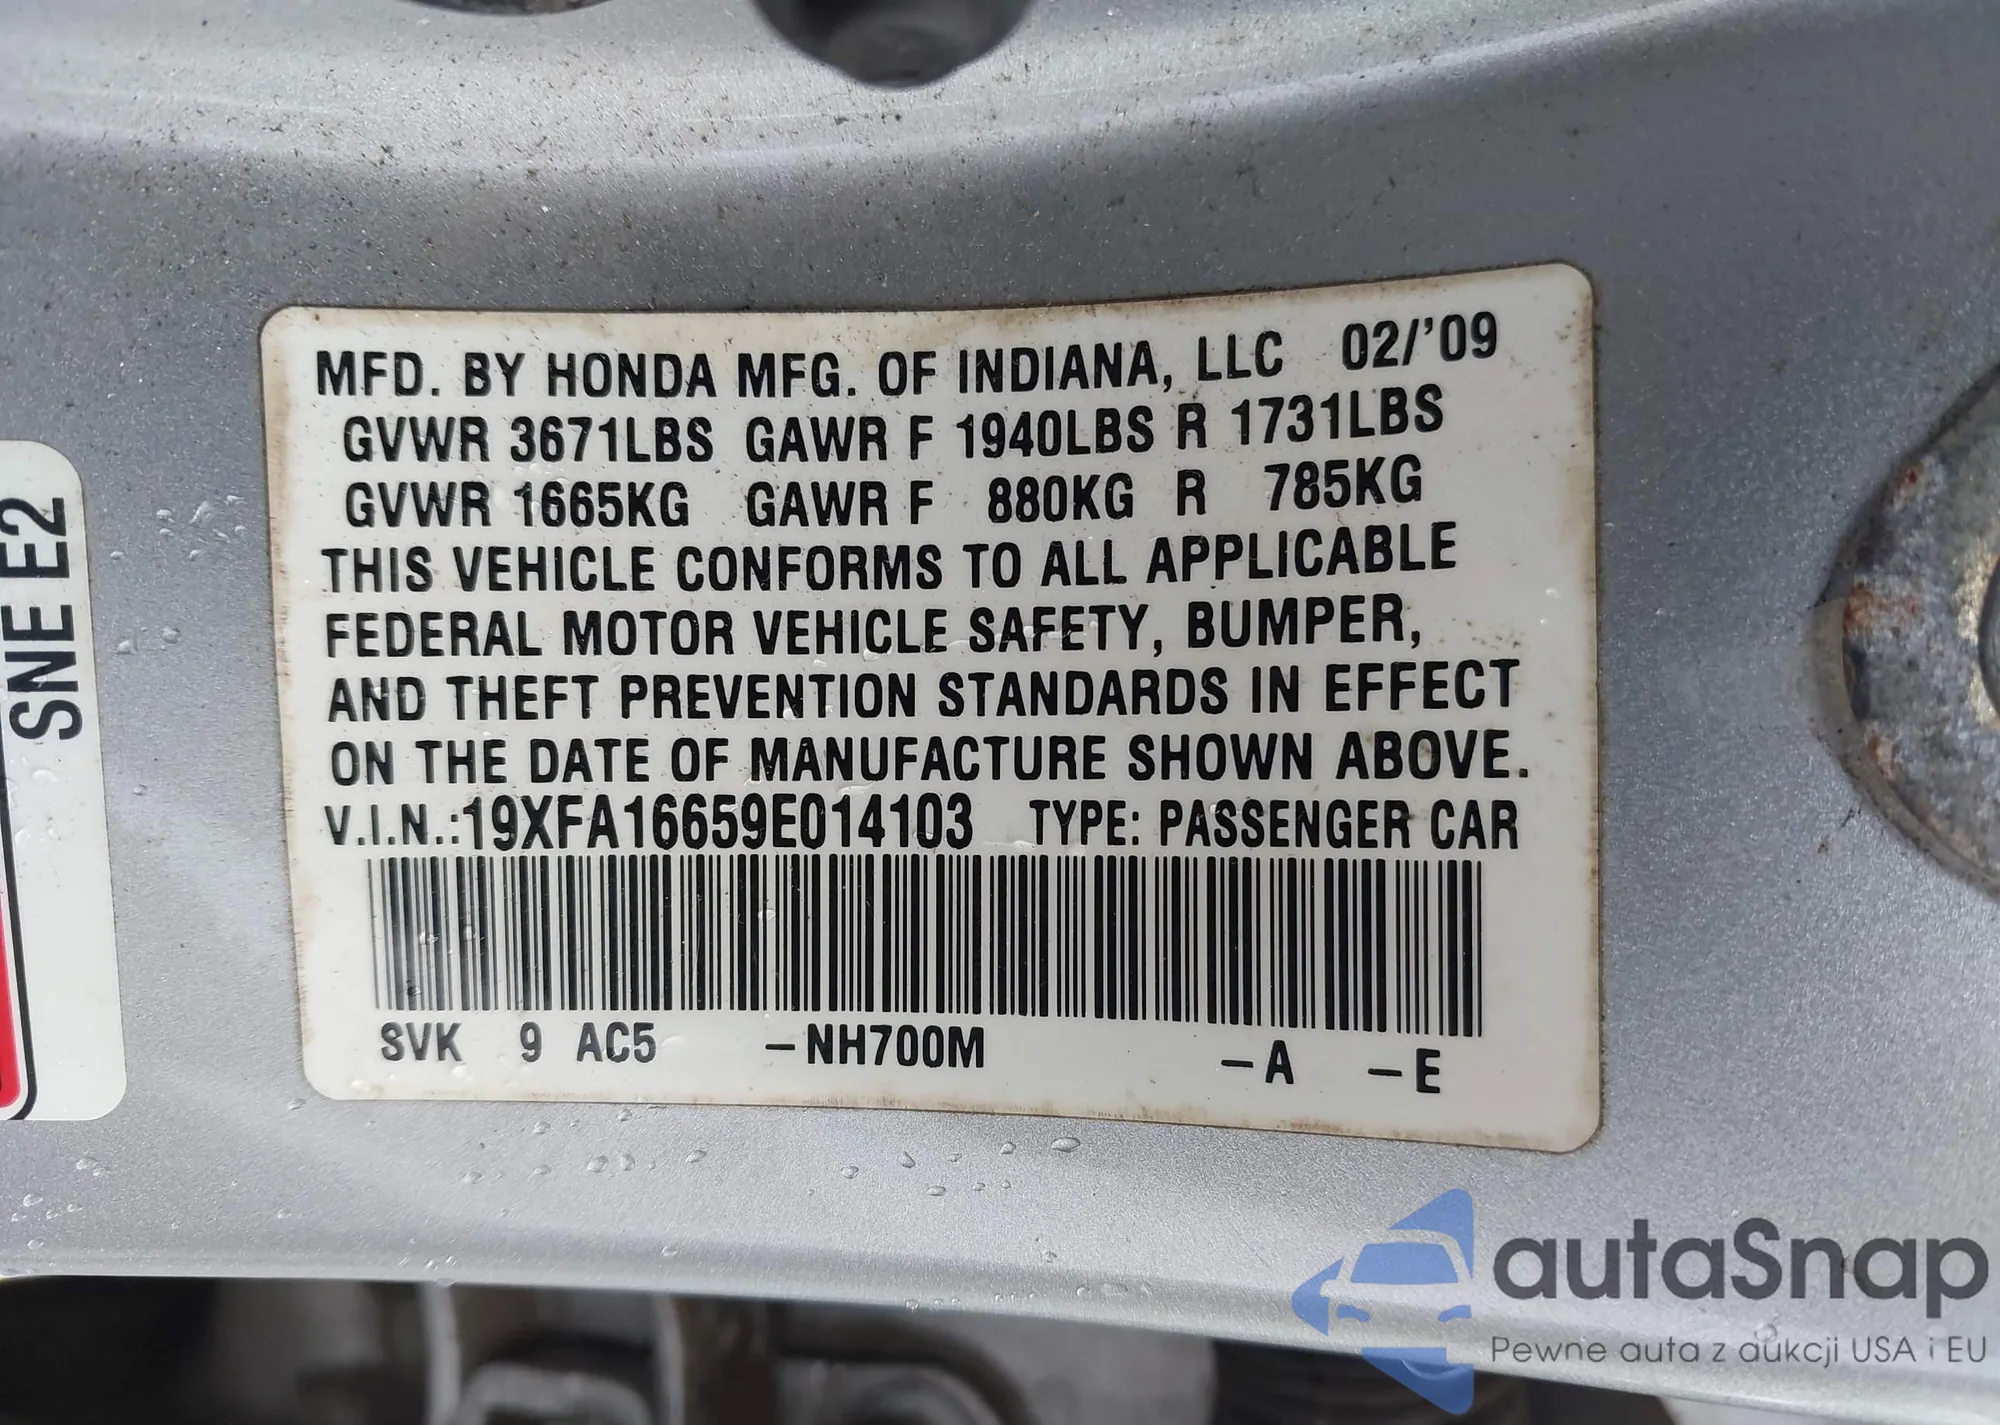 MFD. BY HONDA MFG. OF INDIANA, LLC 02/'09
GVWR 3671LBS GAWR F 1940LBS R 1731LBS
GVWR 1665KG GAWR F 880KG R 785KG
THIS VEHICLE CONFORMS TO ALL APPLICABLE
FEDERAL MOTOR VEHICLE SAFETY, BUMPER,
AND THEFT PREVENTION STANDARDS IN EFFECT
ON THE DATE OF MANUFACTURE SHOWN ABOVE.
V.I.N.:19XFA16659E014103 TYPE: PASSENGER CAR
SVK 9 AC5 –NH700M –A –E
SNE E2
autaSnap
Pewne auta z aukcji USA i EU